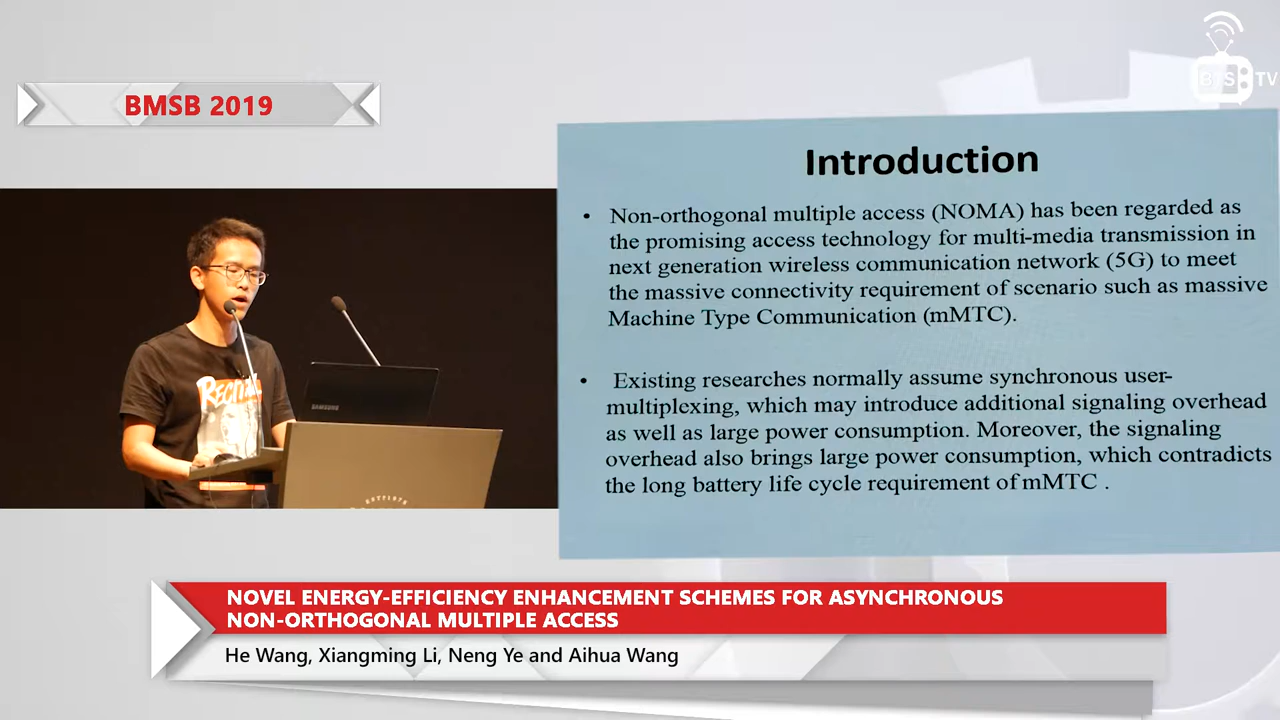 BTS TV
BMSB 2019
Introduction
• Non-orthogonal multiple access (NOMA) has been regarded as
the promising access technology for multi-media transmission in
next generation wireless communication network (5G) to meet
the massive connectivity requirement of scenario such as massive
Machine Type Communication (mMTC).
• Existing researches normally assume synchronous user-
multiplexing, which may introduce additional signaling overhead
as well as large power consumption. Moreover, the signaling
overhead also brings large power consumption, which contradicts
the long battery life cycle requirement of mMTC .
SAMSUNG
NOVEL ENERGY-EFFICIENCY ENHANCEMENT SCHEMES FOR ASYNCHRONOUS
NON-ORTHOGONAL MULTIPLE ACCESS
He Wang, Xiangming Li, Neng Ye and Aihua Wang